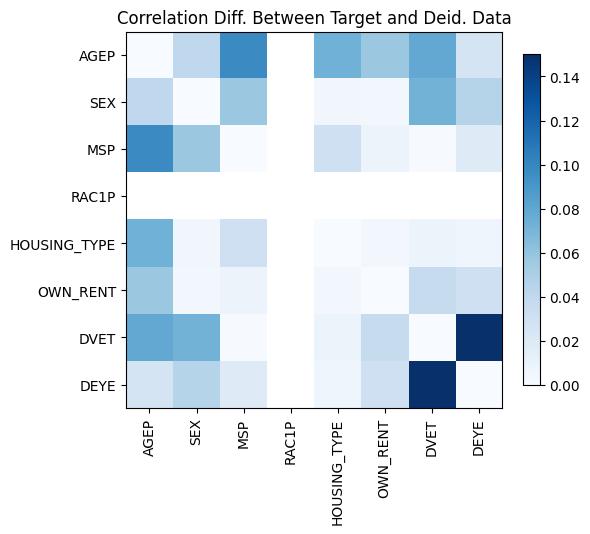 Correlation Diff. Between Target and Deid. Data
AGEP
SEX
MSP
RAC1P
HOUSING_TYPE
OWN_RENT
DVET
DEYE
AGEP
SEX
MSP
RAC1P
HOUSING_TYPE
OWN_RENT
DVET
DEYE
0.14
0.12
0.10
0.08
0.06
0.04
0.02
0.00